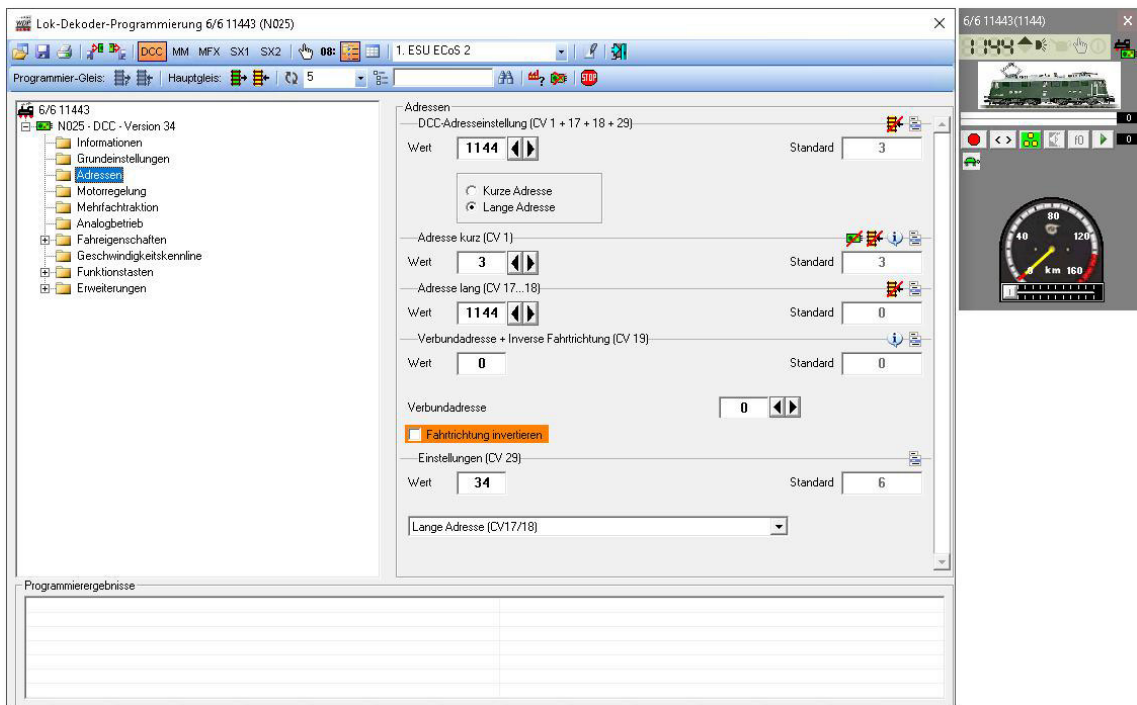 Lok-Dekoder-Programmierung 6/6 11443 (N025)
DCC MM MFX SX1 SX2 08: 1. ESU ECoS 2
Programmier-Gleis: Hauptgleis: 5 STOP
6/6 11443
N025 - DCC - Version 34
Informationen
Grundeinstellungen
Adressen
Motorregelung
Mehrfachtraktion
Analogbetrieb
Fahreigenschaften
Geschwindigkeitskennline
Funktionstasten
Erweiterungen
Adressen
DCC-Adresseinstellung (CV 1 + 17 + 18 + 29)
Wert 1144 Standard 3
Kurze Adresse
Lange Adresse
Adresse kurz (CV 1)
Wert 3 Standard 3
Adresse lang (CV 17...18)
Wert 1144 Standard 0
Verbundadresse + Inverse Fahrtrichtung (CV 19)
Wert 0 Standard 0
Verbundadresse 0
Fahrtrichtung invertieren
Einstellungen (CV 29)
Wert 34 Standard 6
Lange Adresse (CV17/18)
Programmierergebnisse
6/6 11443(1144)
1144
0
f0 0
80
40 120
km 160